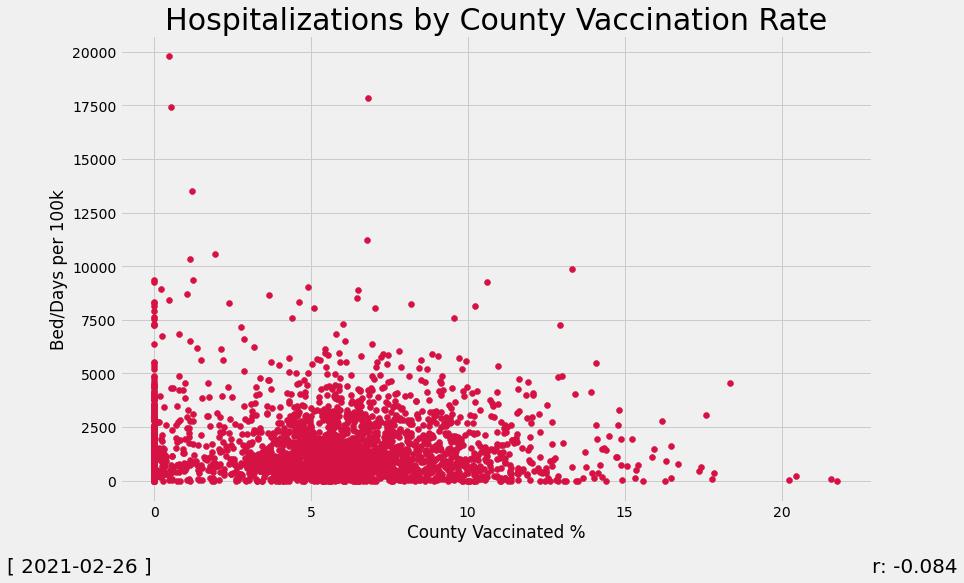 Hospitalizations by County Vaccination Rate
20000
17500
15000
12500
10000
7500
5000
2500
0
Bed/Days per 100k
0 5 10 15 20
County Vaccinated %
[ 2021-02-26 ]
r: -0.084